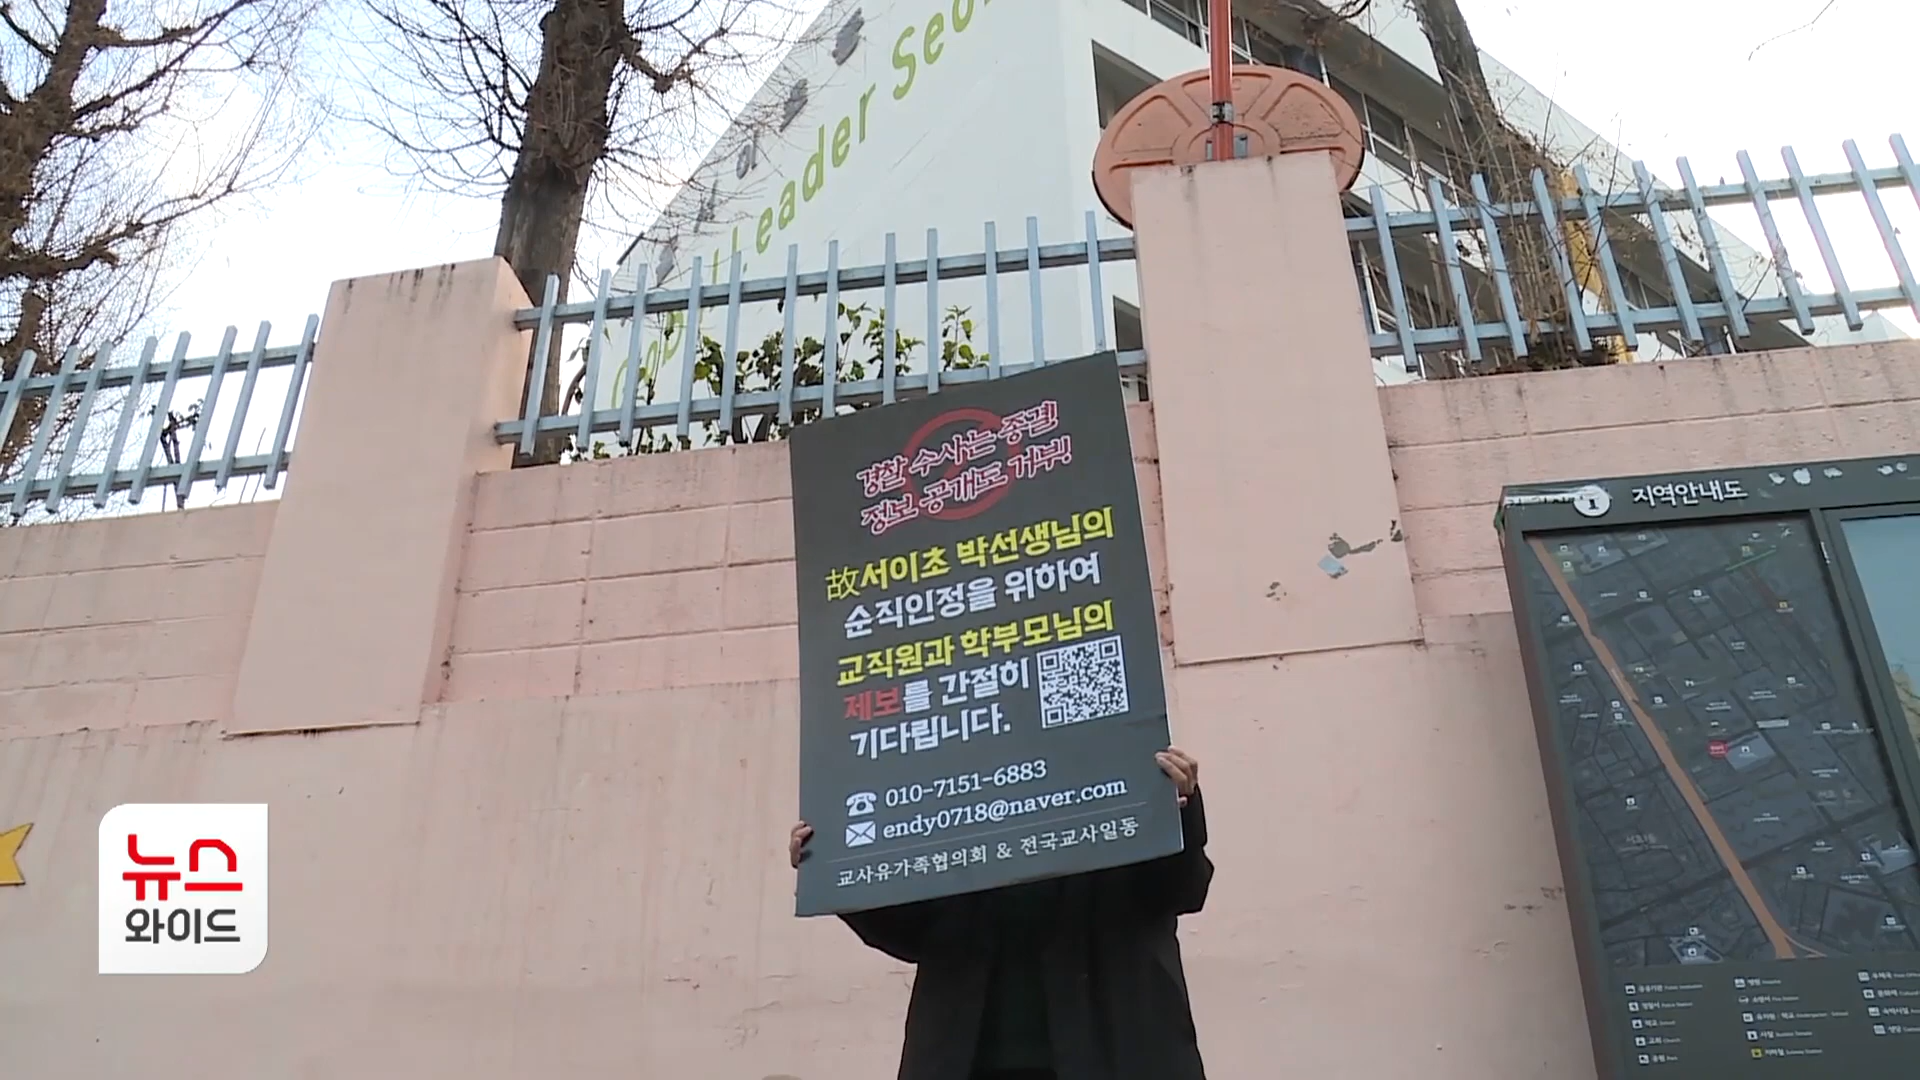 Leader Seo
경찰 수사는 종결!
정보 공개도 거부!
故서이초 박선생님의
순직인정을 위하여
교직원과 학부모님의
제보를 간절히
기다립니다.
010-7151-6883
endy0718@naver.com
교사유가족협의회 & 전국교사일동
지역안내도
뉴스
와이드